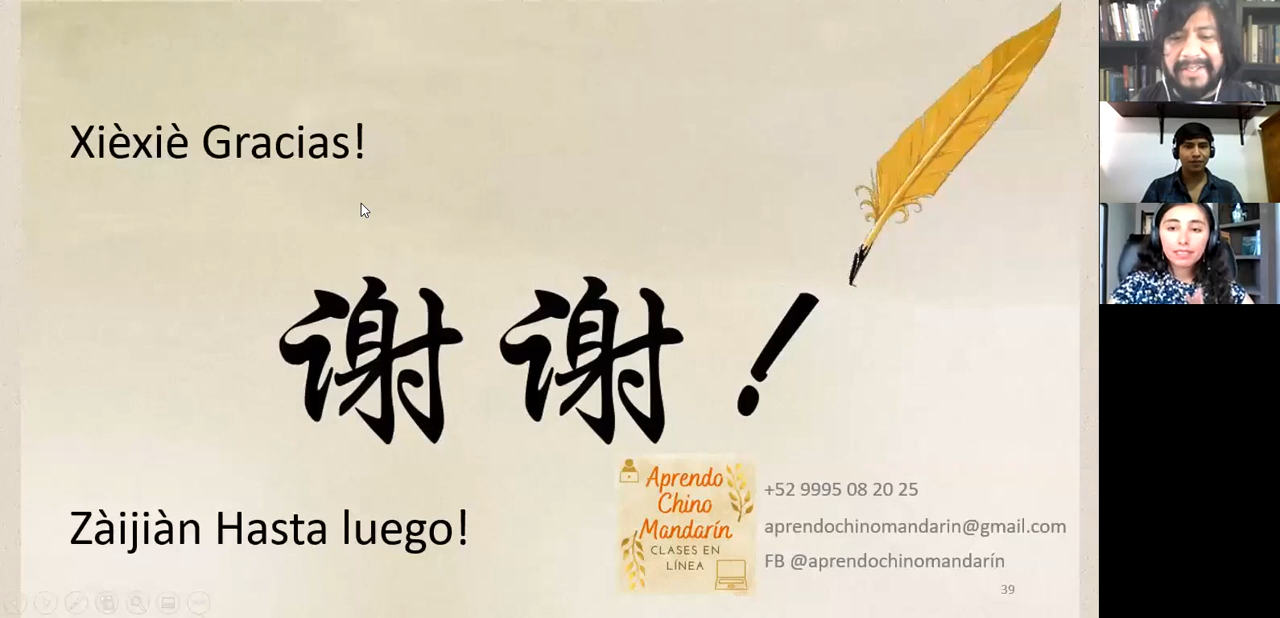 Xièxiè Gracias!
谢谢！
Zàijiàn Hasta luego!
Aprendo
Chino
Mandarín
CLASES EN
LÍNEA
+52 9995 08 20 25
aprendochinomandarin@gmail.com
FB @aprendochinomandarín
39